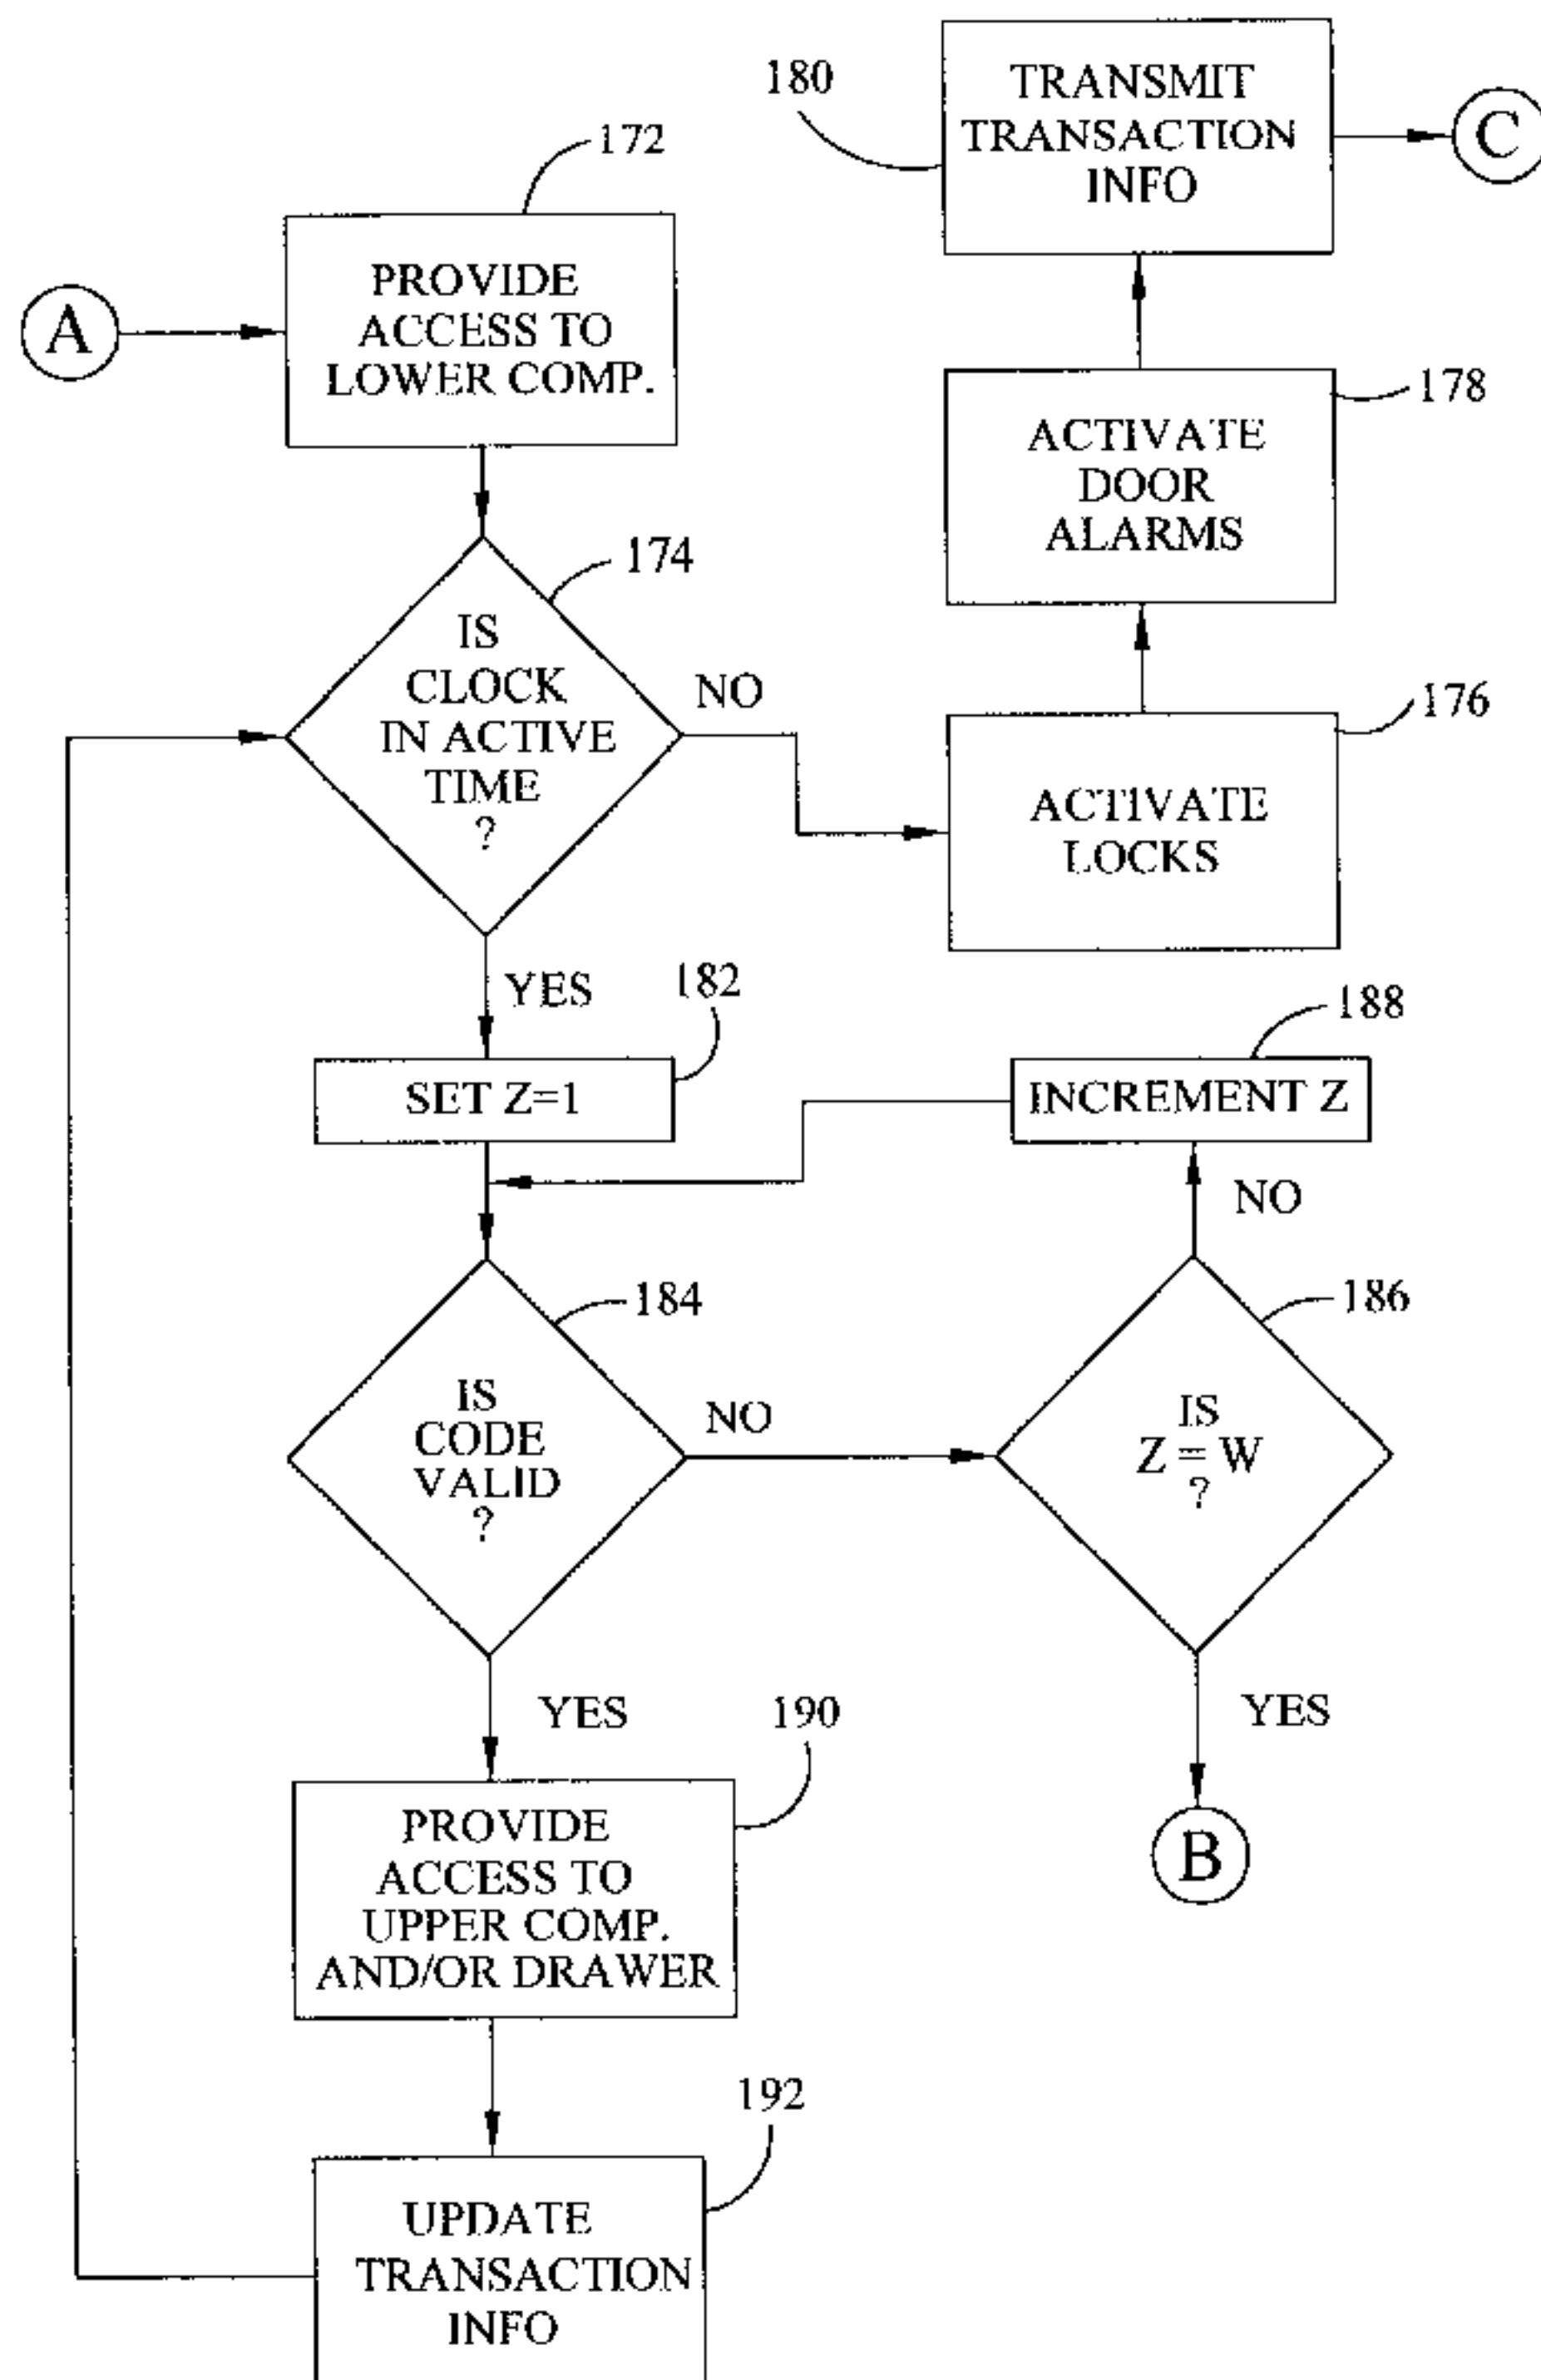 180
TRANSMIT
TRANSACTION
INFO
C
172
PROVIDE
ACCESS TO
LOWER COMP.
A
178
ACTIVATE
DOOR
ALARMS
174
IS
CLOCK
IN ACTIVE
TIME
?
NO
176
ACTIVATE
LOCKS
YES
182
SET Z=1
188
INCREMENT Z
NO
184
IS
CODE
VALID
?
NO
186
IS
Z = W
?
YES
190
PROVIDE
ACCESS TO
UPPER COMP.
AND/OR DRAWER
YES
B
192
UPDATE
TRANSACTION
INFO